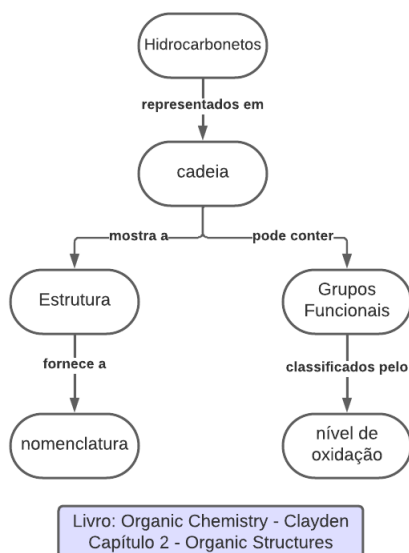 Hidrocarbonetos
representados em
cadeia
mostra a
pode conter
Estrutura
Grupos
Funcionais
fornece a
classificados pelo
nomenclatura
nível de
oxidação
Livro: Organic Chemistry - Clayden
Capítulo 2 - Organic Structures